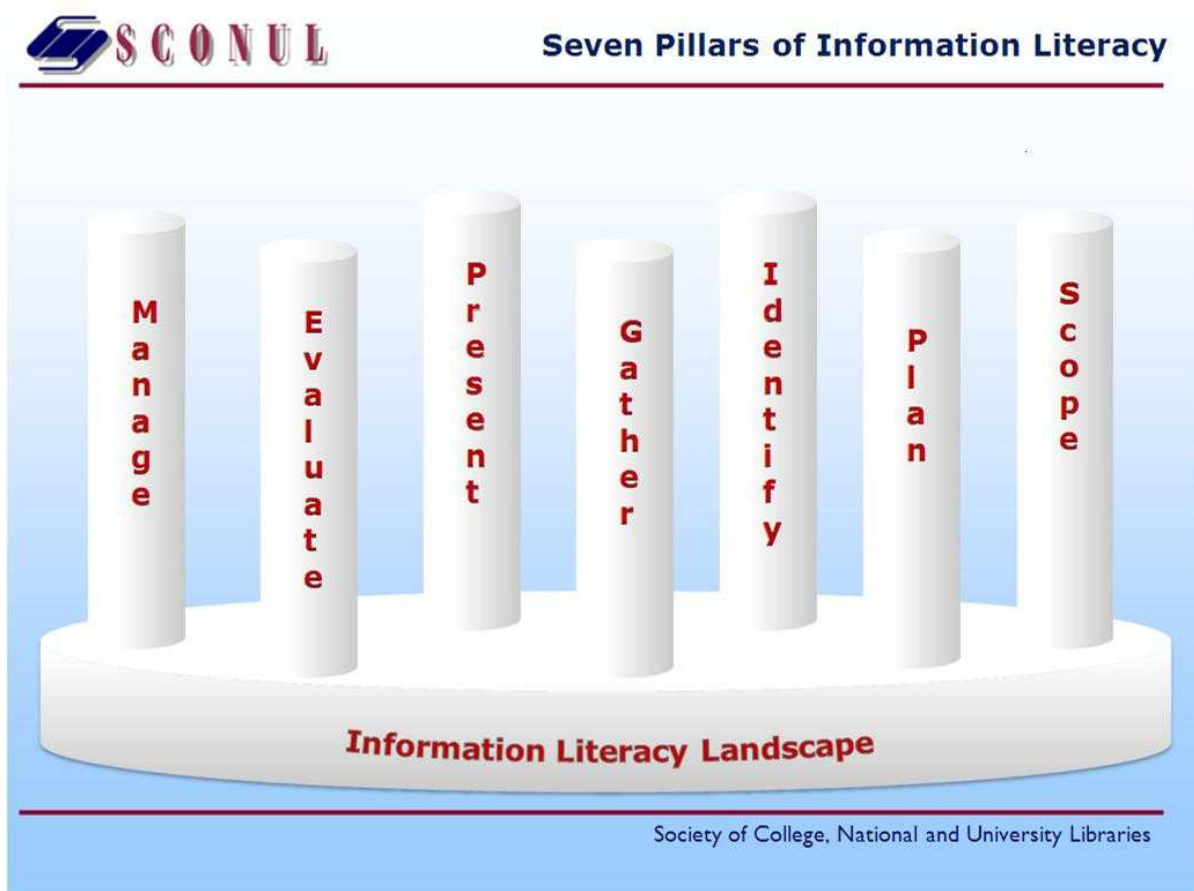 SCONUL
Seven Pillars of Information Literacy
Manage
Evaluate
Present
Gather
Identify
Plan
Scope
Information Literacy Landscape
Society of College, National and University Libraries